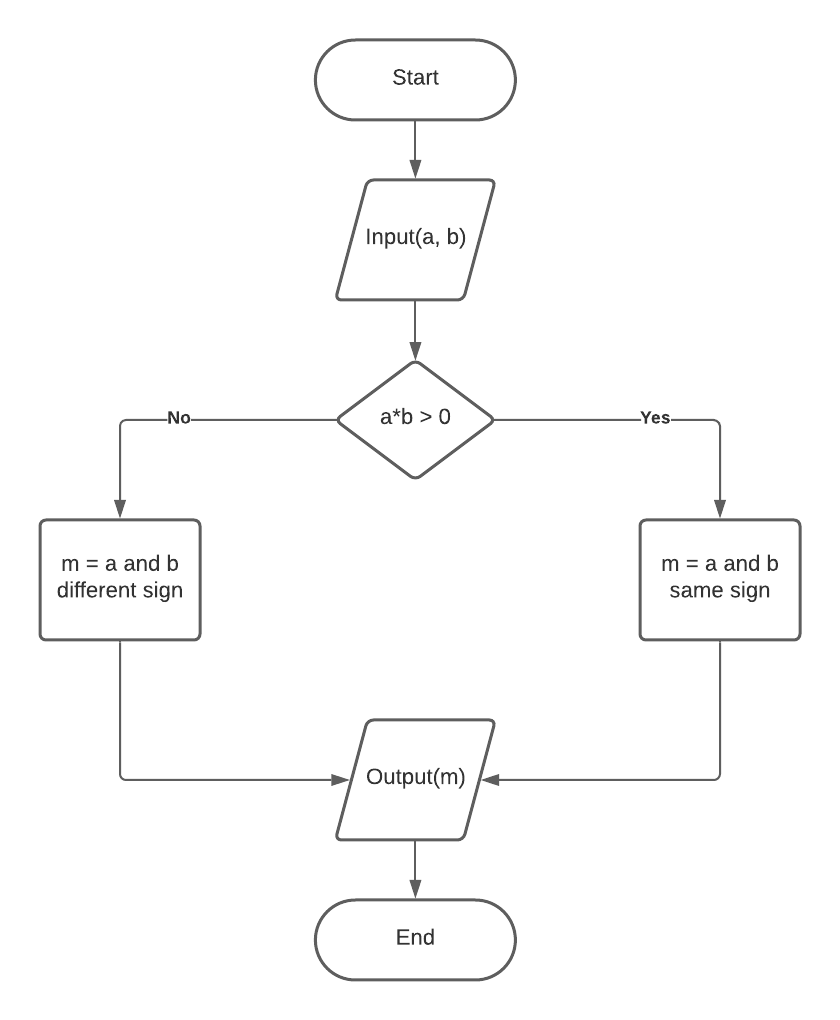 Start
Input(a, b)
a*b > 0
No
Yes
m = a and b
different sign
m = a and b
same sign
Output(m)
End